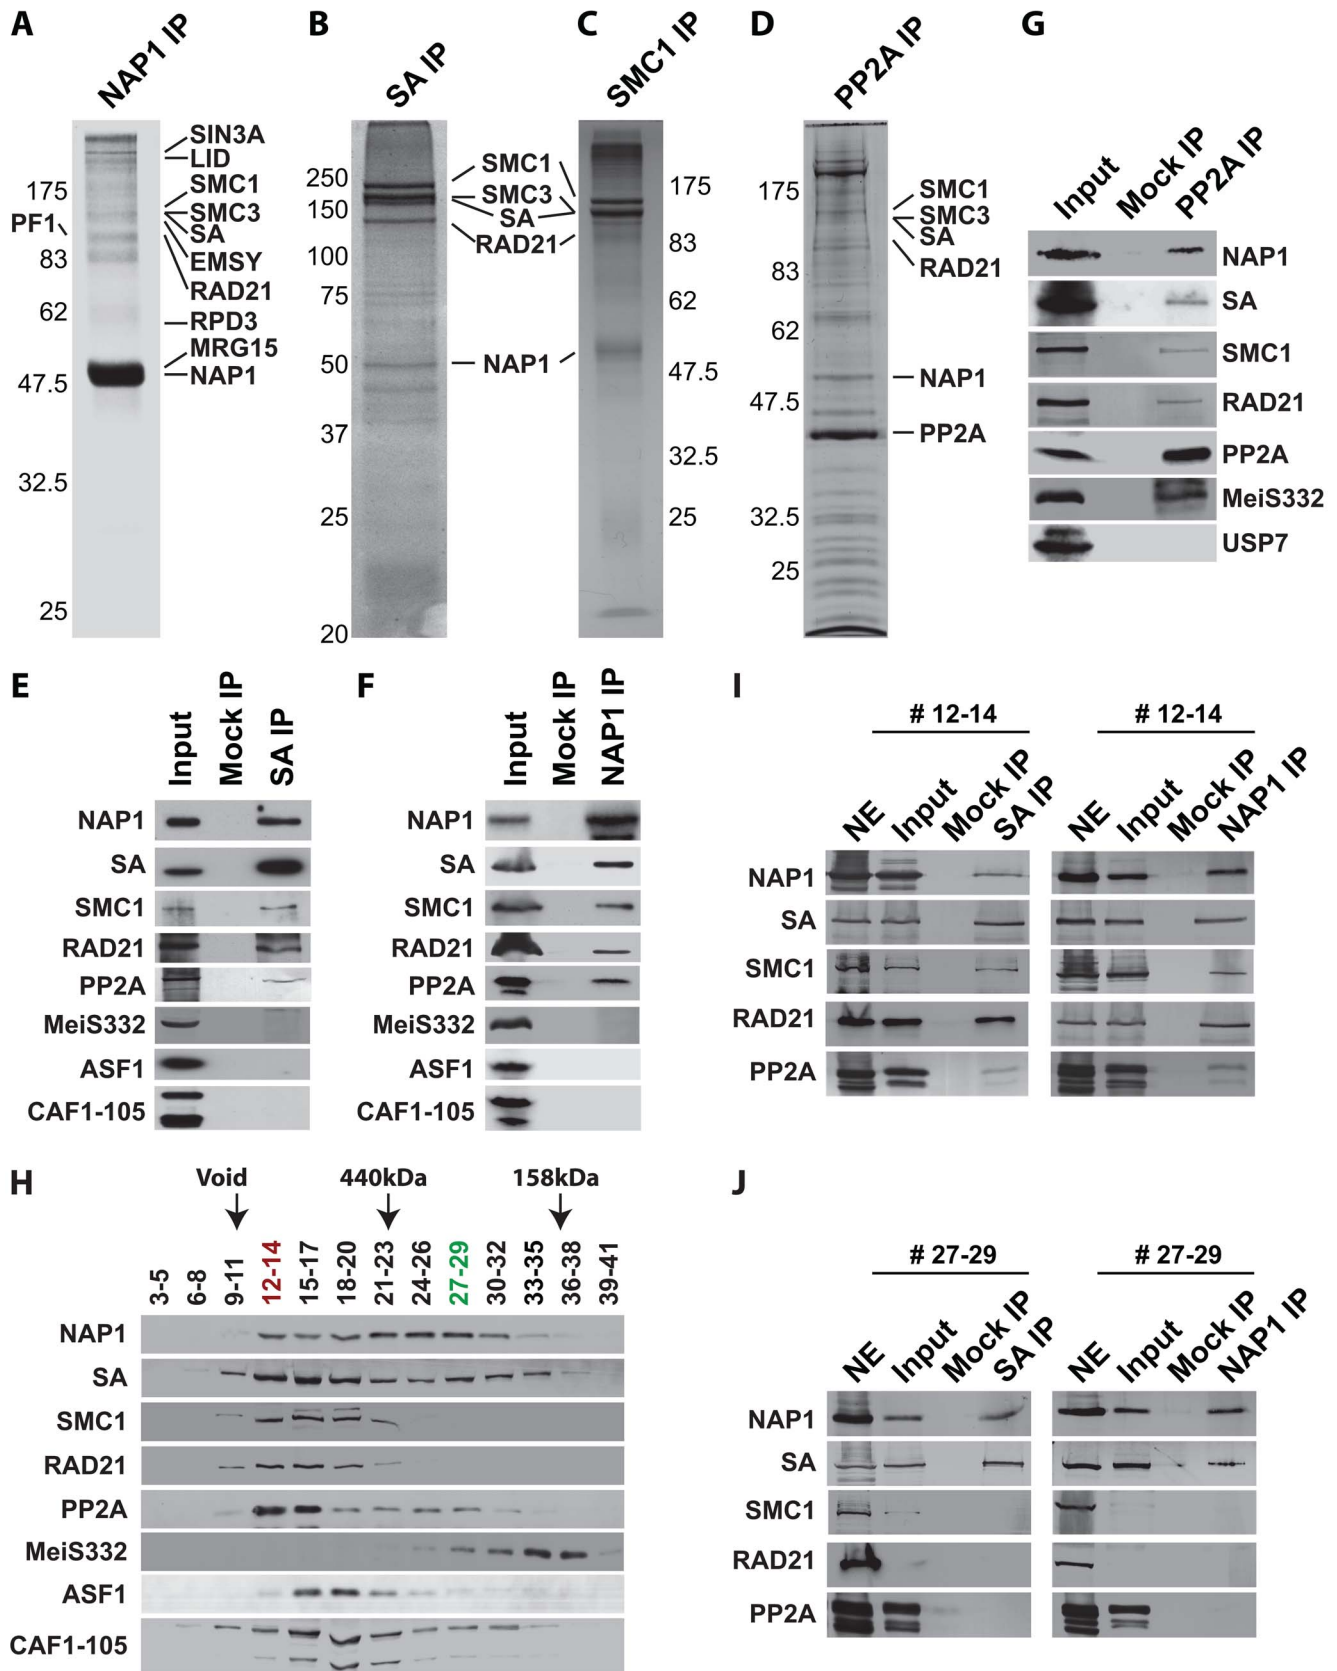 A
NAP1 IP
SIN3A
LID
175
SMC1
PF1
SMC3
SA
83
EMSY
RAD21
62
RPD3
MRG15
47.5
NAP1
32.5
25
B
SA IP
250
150
100
75
50
37
25
20
SMC1
SMC3
SA
RAD21
NAP1
C
SMC1 IP
175
83
62
47.5
32.5
25
D
PP2A IP
175
83
62
47.5
32.5
25
SMC1
SMC3
SA
RAD21
NAP1
PP2A
G
Input
Mock IP
PP2A IP
NAP1
SA
SMC1
RAD21
PP2A
MeiS332
USP7
E
Input
Mock IP
SA IP
NAP1
SA
SMC1
RAD21
PP2A
MeiS332
ASF1
CAF1-105
F
Input
Mock IP
NAP1 IP
NAP1
SA
SMC1
RAD21
PP2A
MeiS332
ASF1
CAF1-105
I
# 12-14
# 12-14
NE
Input
Mock IP
SA IP
NE
Input
Mock IP
NAP1 IP
NAP1
SA
SMC1
RAD21
PP2A
H
Void
440kDa
158kDa
3-5
6-8
9-11
12-14
15-17
18-20
21-23
24-26
27-29
30-32
33-35
36-38
39-41
NAP1
SA
SMC1
RAD21
PP2A
MeiS332
ASF1
CAF1-105
J
# 27-29
# 27-29
NE
Input
Mock IP
SA IP
NE
Input
Mock IP
NAP1 IP
NAP1
SA
SMC1
RAD21
PP2A